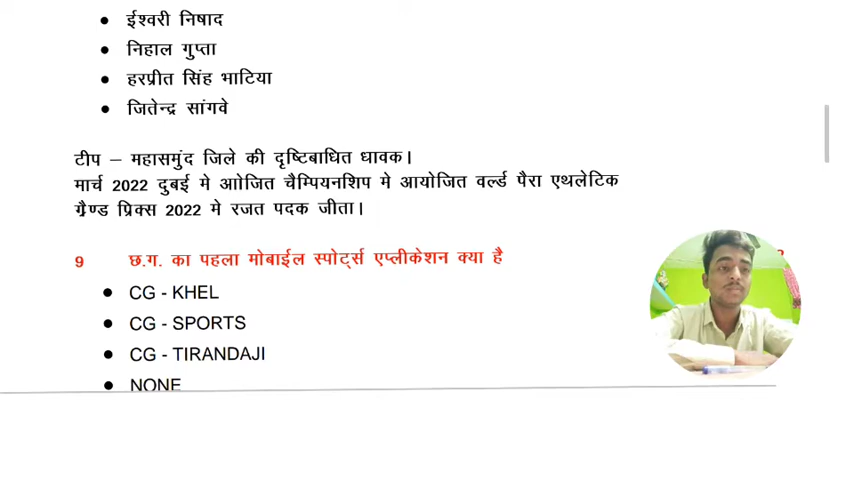 ईश्वरी निषाद
निहाल गुप्ता
हरप्रीत सिंह भाटिया
जितेन्द्र सांगवे
टीप – महासमुंद जिले की दृष्टिबाधित धावक।
मार्च 2022 दुबई मे आोजित चैम्पियनशिप मे आयोजित वर्ल्ड पैरा एथलेटिक
ग्रैण्ड प्रिक्स 2022 मे रजत पदक जीता।
9 छ.ग. का पहला मोबाईल स्पोर्ट्स एप्लीकेशन क्या है
CG - KHEL
CG - SPORTS
CG - TIRANDAJI
NONE